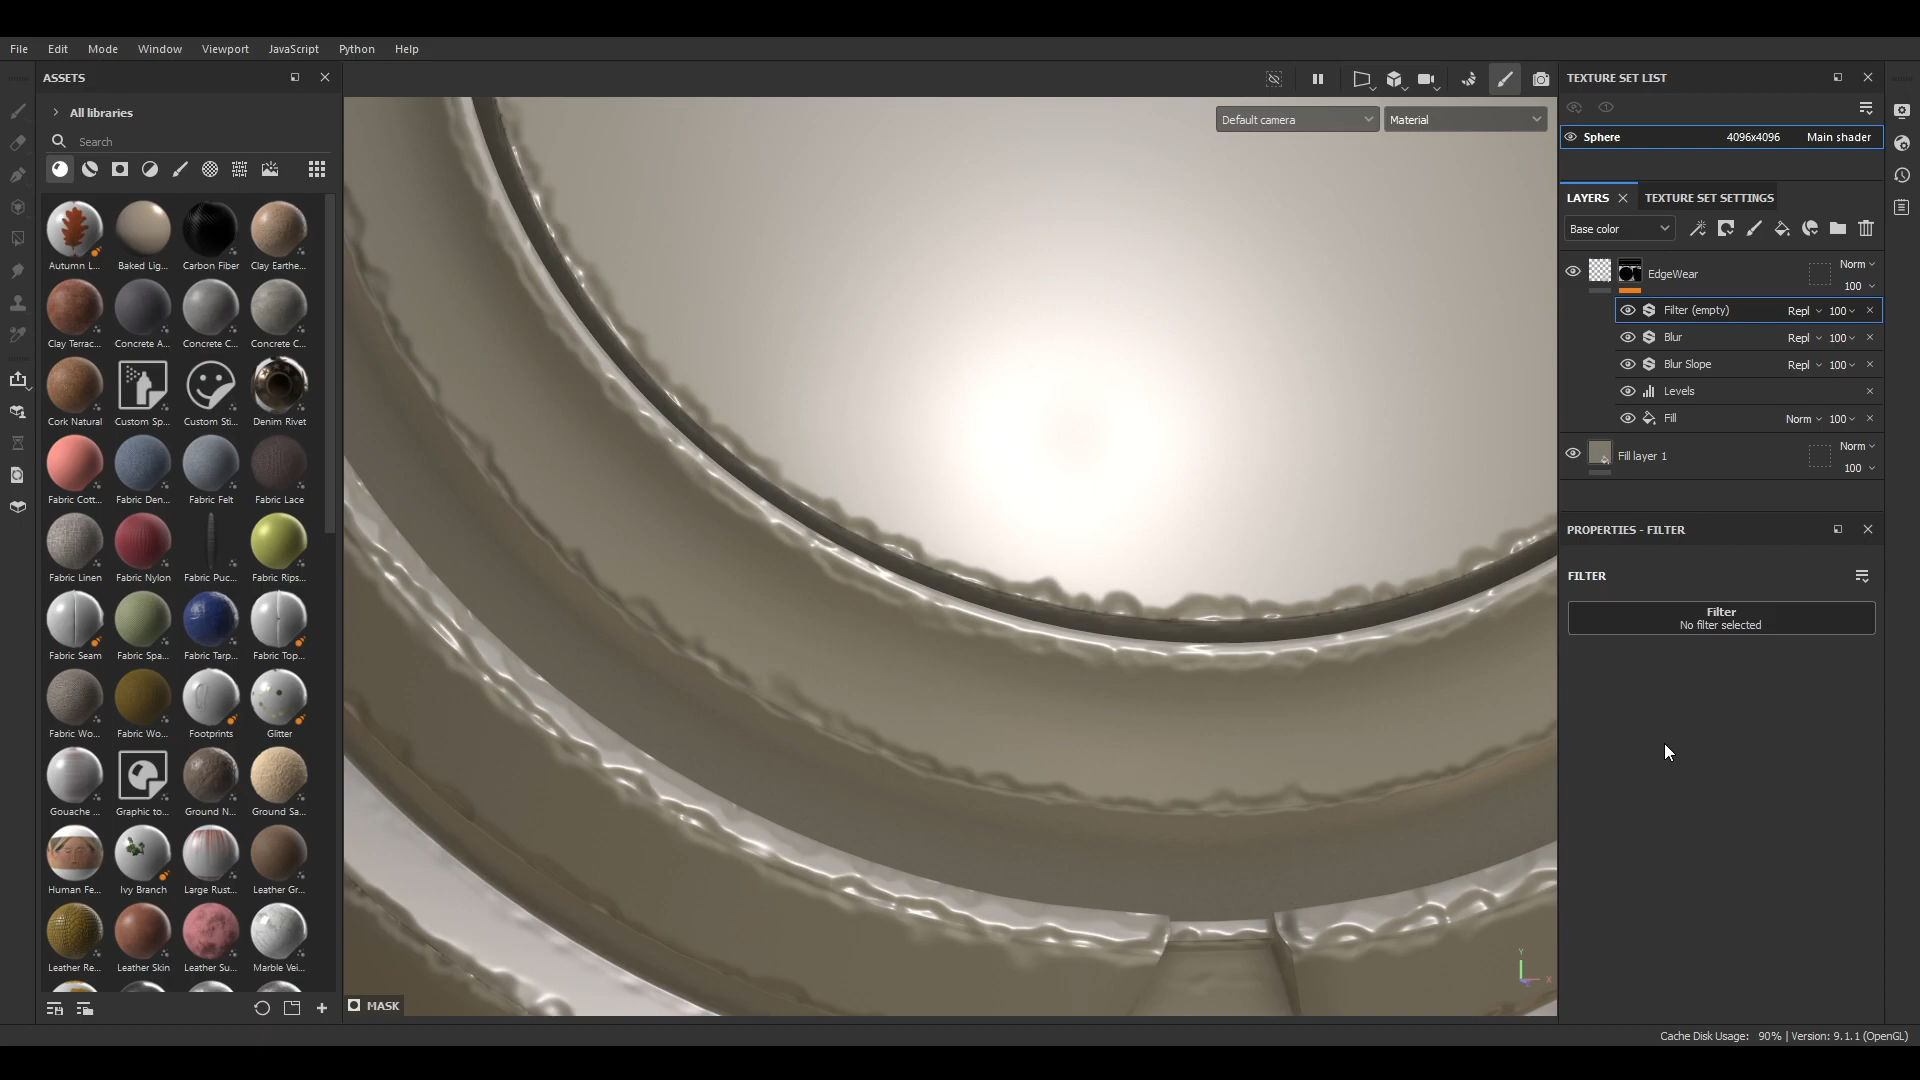 File Edit Mode Window Viewport JavaScript Python Help
ASSETS
All libraries
Search
Autumn L... Baked Lig... Carbon Fiber Clay Earthe...
Clay Terrac... Concrete A... Concrete C... Concrete C...
Cork Natural Custom Sp... Custom Sti... Denim Rivet
Fabric Cott... Fabric Den... Fabric Felt Fabric Lace
Fabric Linen Fabric Nylon Fabric Puc... Fabric Rips...
Fabric Seam Fabric Spa... Fabric Tarp... Fabric Top...
Fabric Wo... Fabric Wo... Footprints Glitter
Gouache ... Graphic to... Ground N... Ground Sa...
Human Fe... Ivy Branch Large Rust... Leather Gr...
Leather Re... Leather Skin Leather Su... Marble Vei...
Default camera Material
MASK
Y
X
TEXTURE SET LIST
Sphere 4096x4096 Main shader
LAYERS TEXTURE SET SETTINGS
Base color
EdgeWear Norm
100
Filter (empty) Repl 100
Blur Repl 100
Blur Slope Repl 100
Levels
Fill Norm 100
Fill layer 1 Norm
100
PROPERTIES - FILTER
FILTER
Filter
No filter selected
Cache Disk Usage: 90% | Version: 9.1.1 (OpenGL)